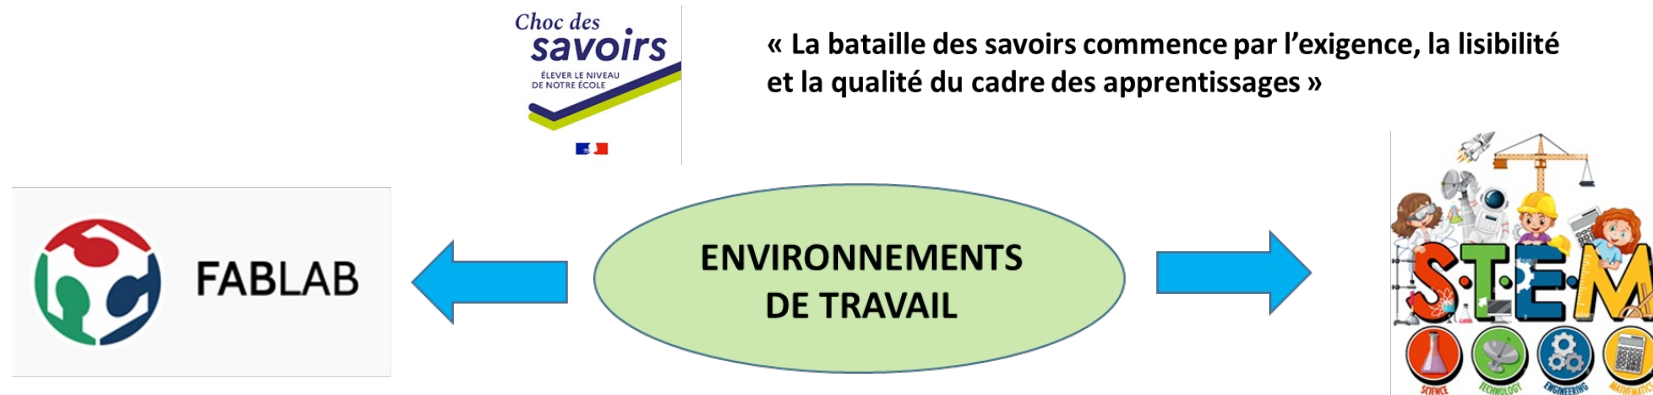 Choc des
savoirs
ÉLEVER LE NIVEAU
DE NOTRE ÉCOLE
« La bataille des savoirs commence par l’exigence, la lisibilité
et la qualité du cadre des apprentissages »
FABLAB
ENVIRONNEMENTS
DE TRAVAIL
S.T.E.M
SCIENCE TECHNOLOGY ENGINEERING MATHEMATICS